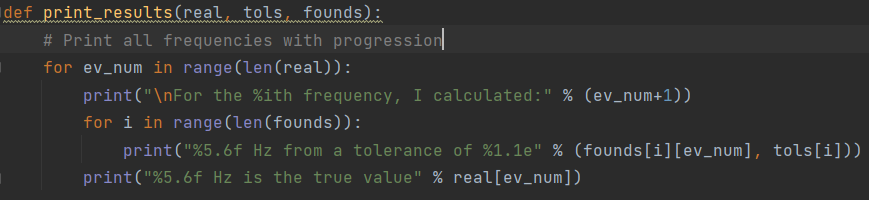 def print_results(real, tols, founds):
    # Print all frequencies with progression
    for ev_num in range(len(real)):
        print("\nFor the %ith frequency, I calculated:" % (ev_num+1))
        for i in range(len(founds)):
            print("%5.6f Hz from a tolerance of %1.1e" % (founds[i][ev_num], tols[i]))
        print("%5.6f Hz is the true value" % real[ev_num])